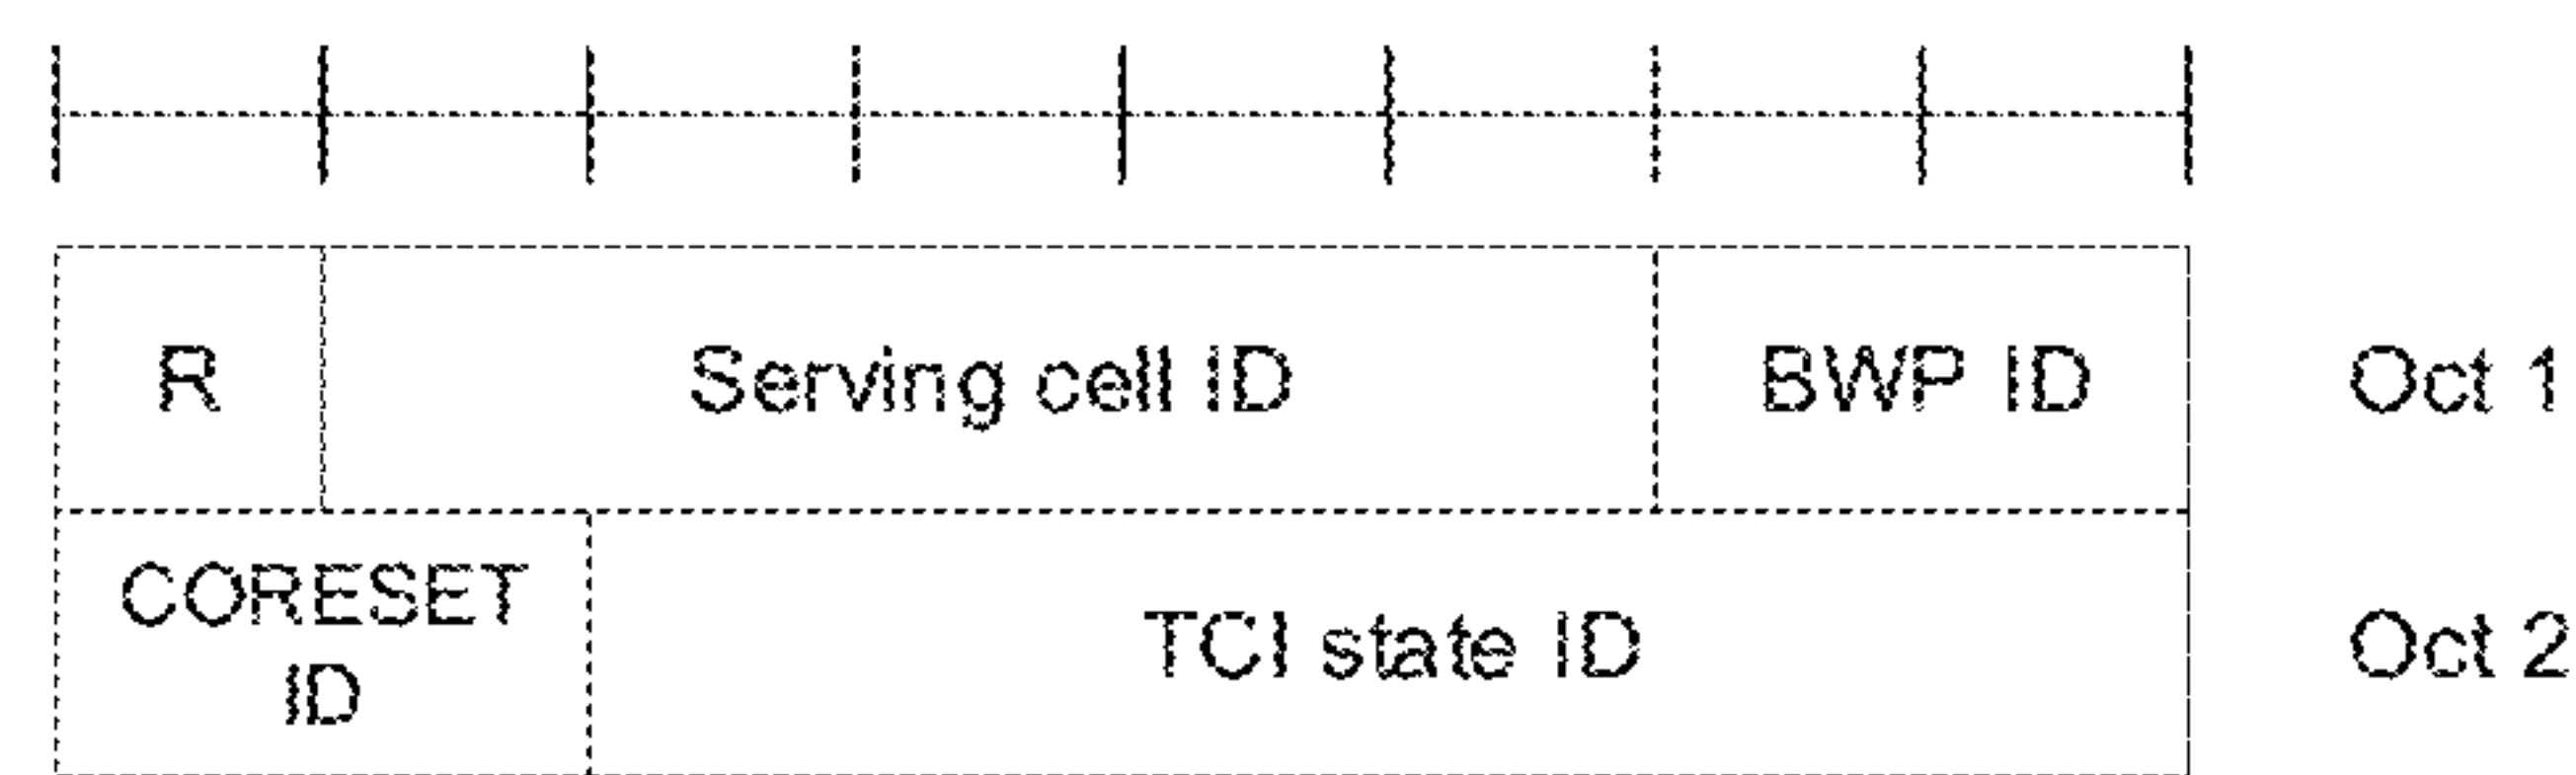 R Serving cell ID BWP ID Oct 1
CORESET
ID
TCI state ID Oct 2